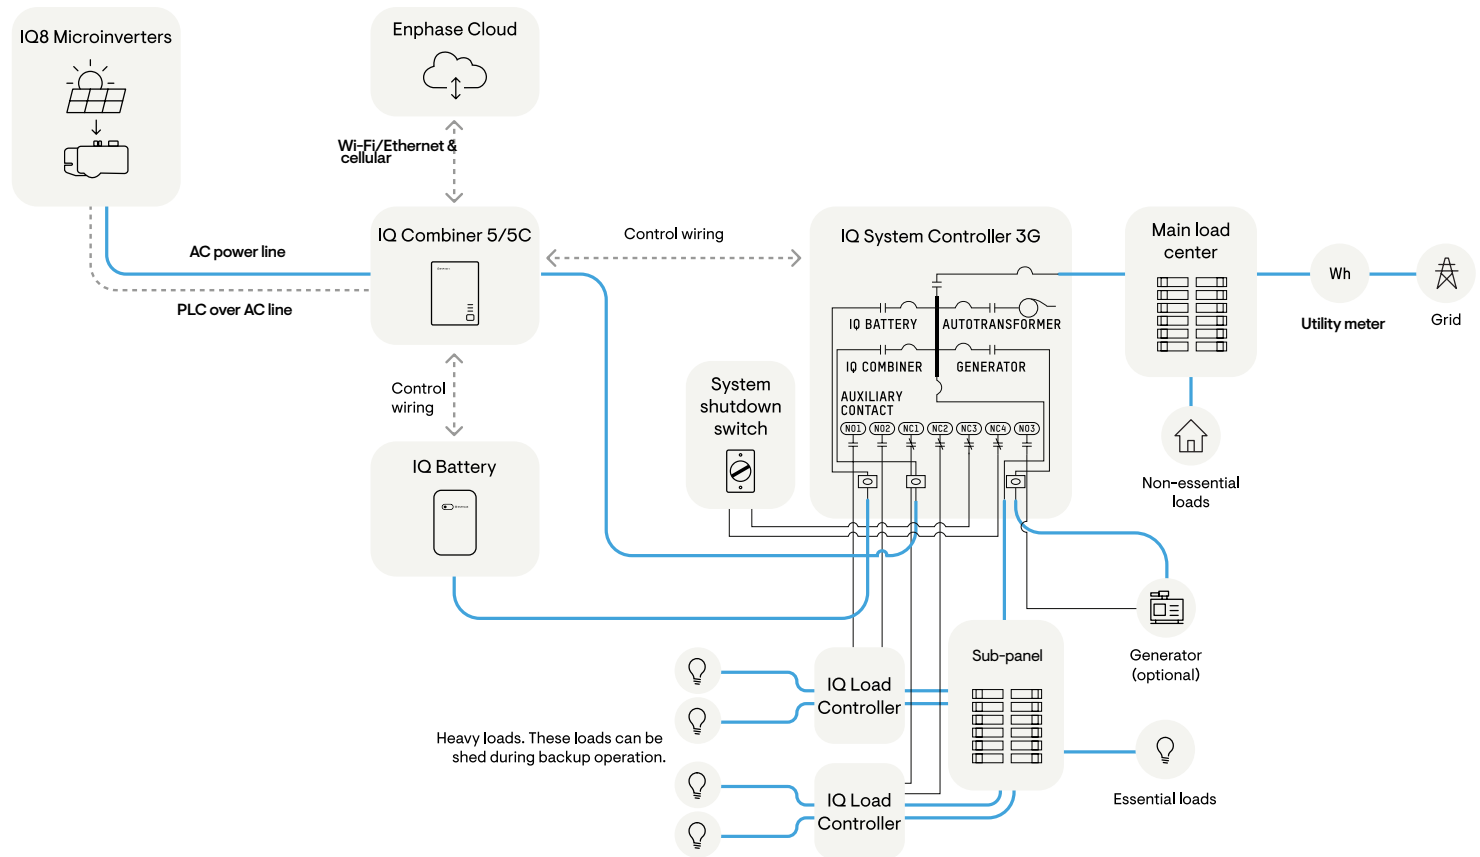 IQ8 Microinverters
Enphase Cloud
Wi-Fi/Ethernet &
cellular
AC power line
PLC over AC line
IQ Combiner 5/5C
Control wiring
IQ System Controller 3G
IQ BATTERY
AUTOTRANSFORMER
IQ COMBINER
GENERATOR
AUXILIARY
CONTACT
NO1
NO2
NC1
NC2
NC3
NC4
NO3
Main load
center
Wh
Utility meter
Grid
Control
wiring
System
shutdown
switch
IQ Battery
Non-essential
loads
Generator
(optional)
Sub-panel
IQ Load
Controller
Heavy loads. These loads can be
shed during backup operation.
IQ Load
Controller
Essential loads